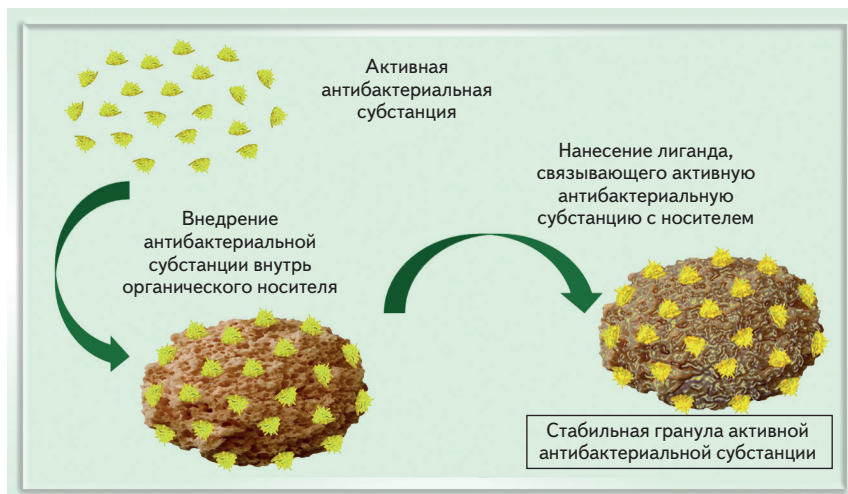 Активная
антибактериальная
субстанция
Внедрение
антибактериальной
субстанции внутрь
органического носителя
Нанесение лиганда,
связывающего активную
антибактериальную
субстанцию с носителем
Стабильная гранула активной
антибактериальной субстанции